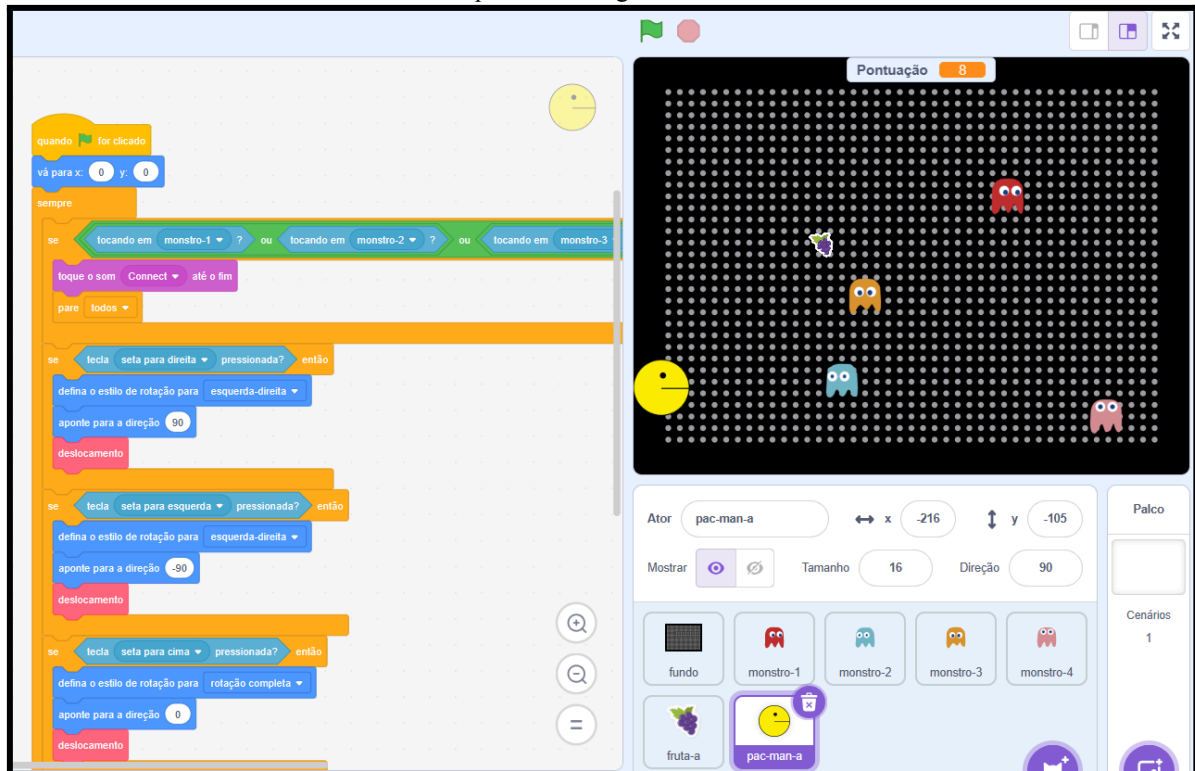 Pontuação 8
quando for clicado
vá para x: 0 y: 0
sempre
se tocando em monstro-1 ? ou tocando em monstro-2 ? ou tocando em monstro-3
toque o som Connect até o fim
pare todos
se tecla seta para direita pressionada? então
defina o estilo de rotação para esquerda-direita
aponte para a direção 90
deslocamento
se tecla seta para esquerda pressionada? então
defina o estilo de rotação para esquerda-direita
aponte para a direção -90
deslocamento
se tecla seta para cima pressionada? então
defina o estilo de rotação para rotação completa
aponte para a direção 0
deslocamento
Ator pac-man-a x -216 y -105
Mostrar Tamanho 16 Direção 90
fundo monstro-1 monstro-2 monstro-3 monstro-4
fruta-a pac-man-a
Palco
Cenários
1